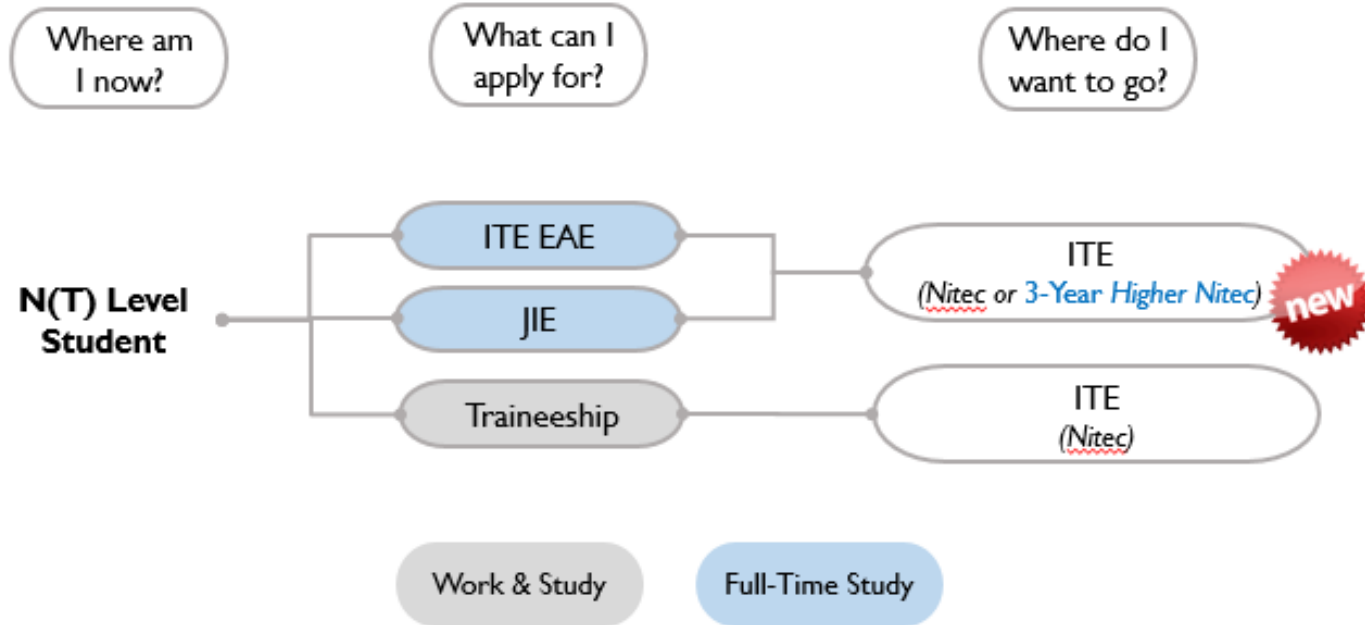 Where am
I now?
What can I
apply for?
Where do I
want to go?
N(T) Level
Student
ITE EAE
JIE
Traineeship
ITE
(Nitec or 3-Year Higher Nitec)
new
ITE
(Nitec)
Work & Study
Full-Time Study